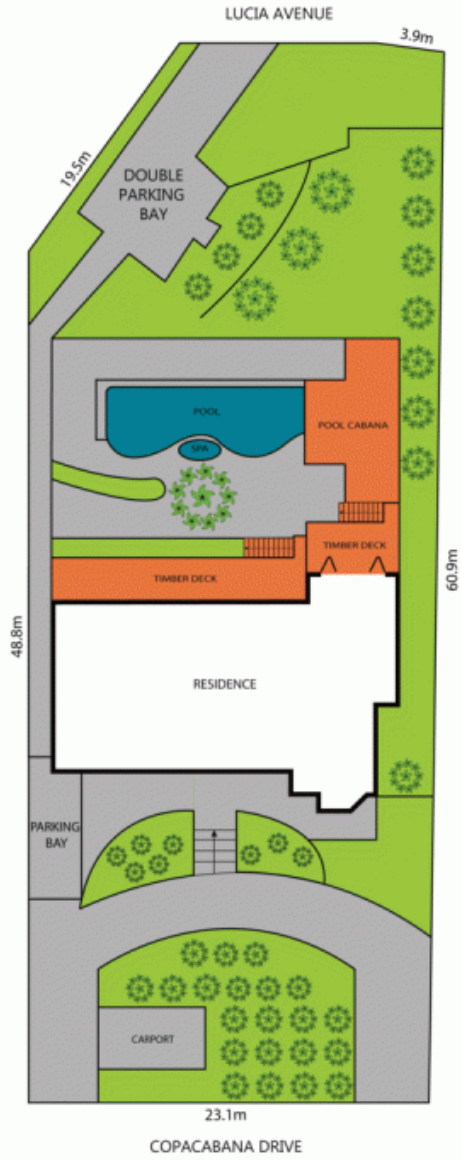 LUCIA AVENUE
3.9m
19.5m
DOUBLE
PARKING
BAY
POOL
SPA
POOL CABANA
TIMBER DECK
TIMBER DECK
60.9m
48.8m
RESIDENCE
PARKING
BAY
CARPORT
23.1m
COPACABANA DRIVE